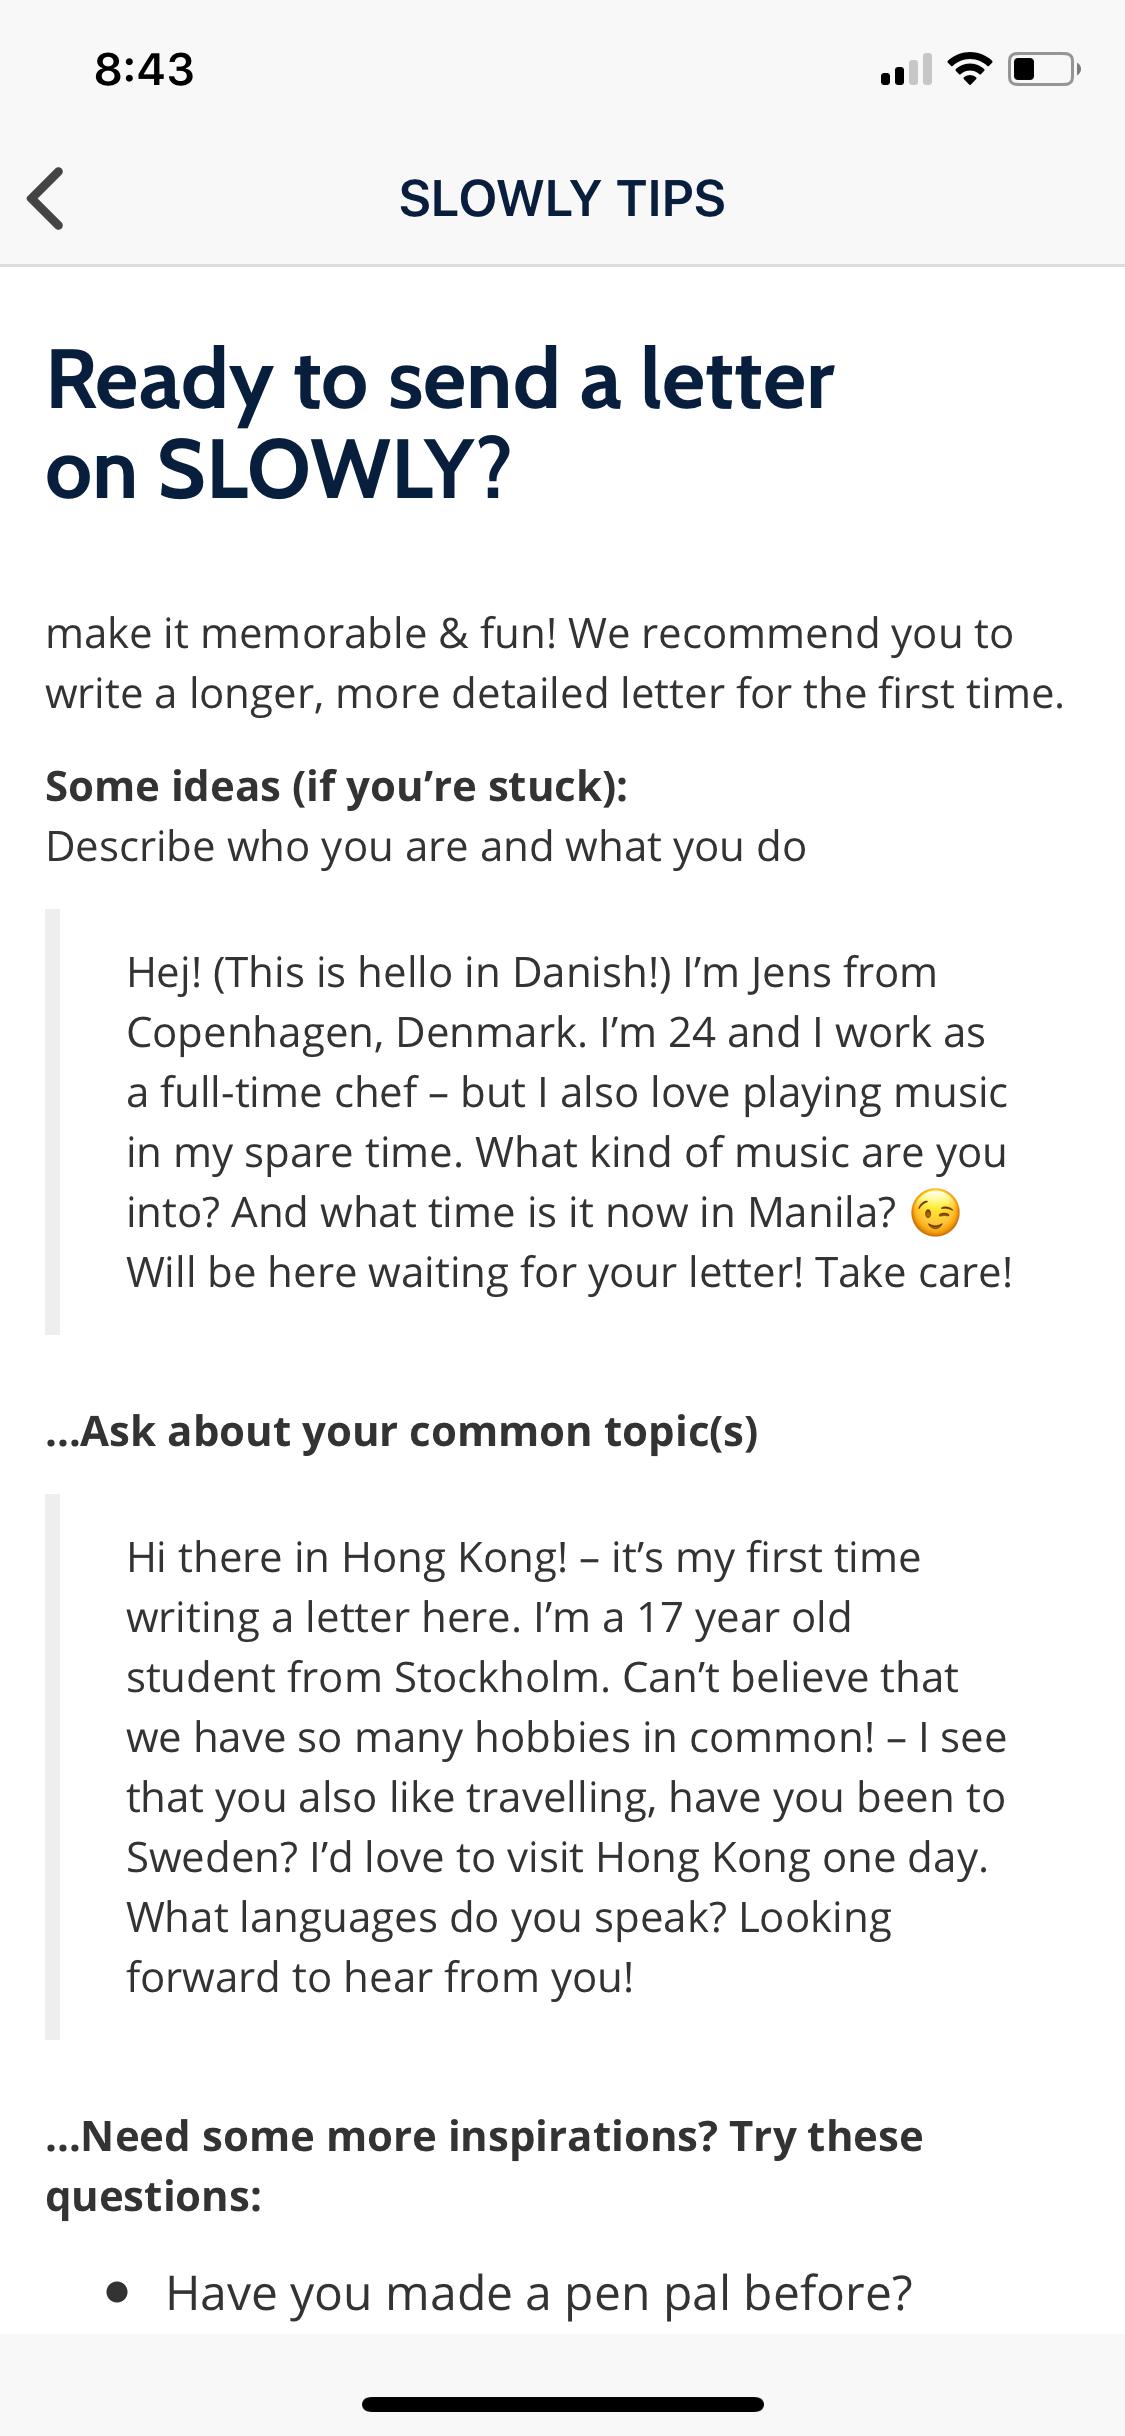 8:43
SLOWLY TIPS
Ready to send a letter
on SLOWLY?
make it memorable & fun! We recommend you to
write a longer, more detailed letter for the first time.
Some ideas (if you’re stuck):
Describe who you are and what you do
Hej! (This is hello in Danish!) I’m Jens from
Copenhagen, Denmark. I’m 24 and I work as
a full-time chef – but I also love playing music
in my spare time. What kind of music are you
into? And what time is it now in Manila? 😉
Will be here waiting for your letter! Take care!
...Ask about your common topic(s)
Hi there in Hong Kong! – it’s my first time
writing a letter here. I’m a 17 year old
student from Stockholm. Can’t believe that
we have so many hobbies in common! – I see
that you also like travelling, have you been to
Sweden? I’d love to visit Hong Kong one day.
What languages do you speak? Looking
forward to hear from you!
...Need some more inspirations? Try these
questions:
● Have you made a pen pal before?